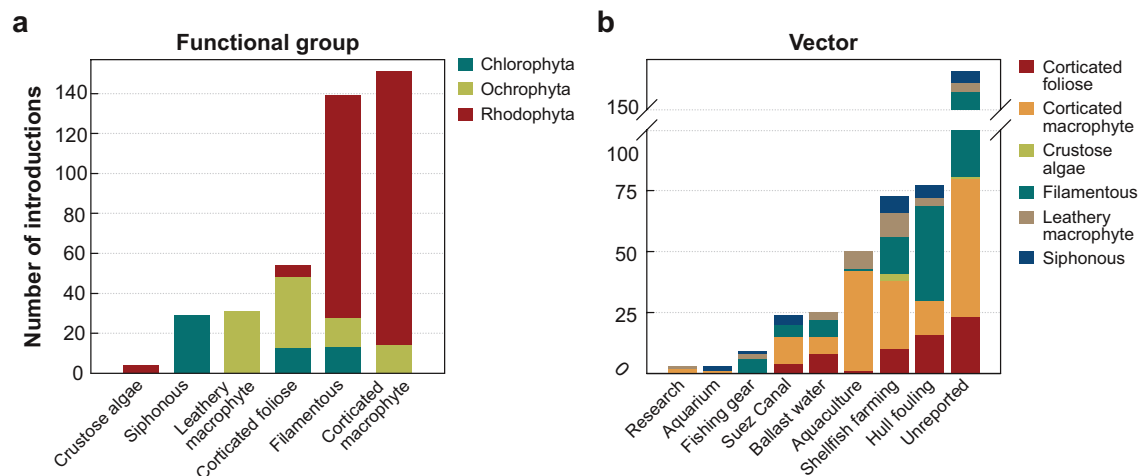 a
Functional group
Number of introductions
140
120
100
80
60
40
20
0
Crustose algae
Siphonous
Leathery
macrophyte
Corticated foliose
Filamentous
Corticated
macrophyte
Chlorophyta
Ochrophyta
Rhodophyta
b
Vector
150
100
75
50
25
0
Research
Aquarium
Fishing gear
Suez Canal
Ballast water
Aquaculture
Shellfish farming
Hull fouling
Unreported
Corticated
foliose
Corticated
macrophyte
Crustose
algae
Filamentous
Leathery
macrophyte
Siphonous